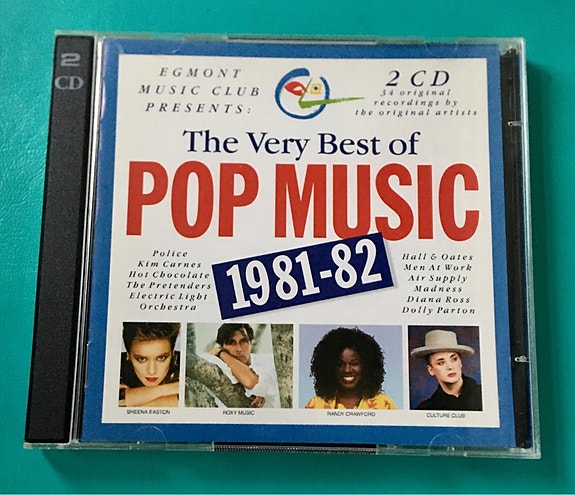 2
CD
EGMONT
MUSIC CLUB
PRESENTS:
2 CD
34 original
recordings by
the original artists
The Very Best of
POP MUSIC
1981-82
Police
Kim Carnes
Hot Chocolate
The Pretenders
Electric Light
Orchestra
Hall & Oates
Men At Work
Air Supply
Madness
Diana Ross
Dolly Parton
SHEENA EASTON
ROXY MUSIC
RANDY CRAWFORD
CULTURE CLUB